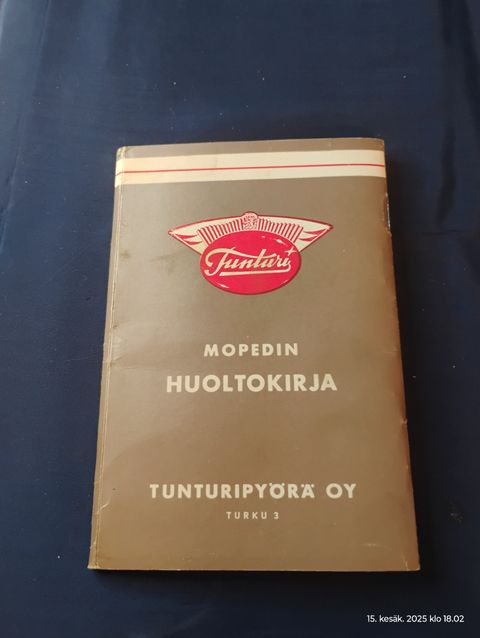 Tunturi
MOPEDIN
HUOLTOKIRJA
TUNTURIPYÖRÄ OY
TURKU 3
15. kesäk. 2025 klo 18.02